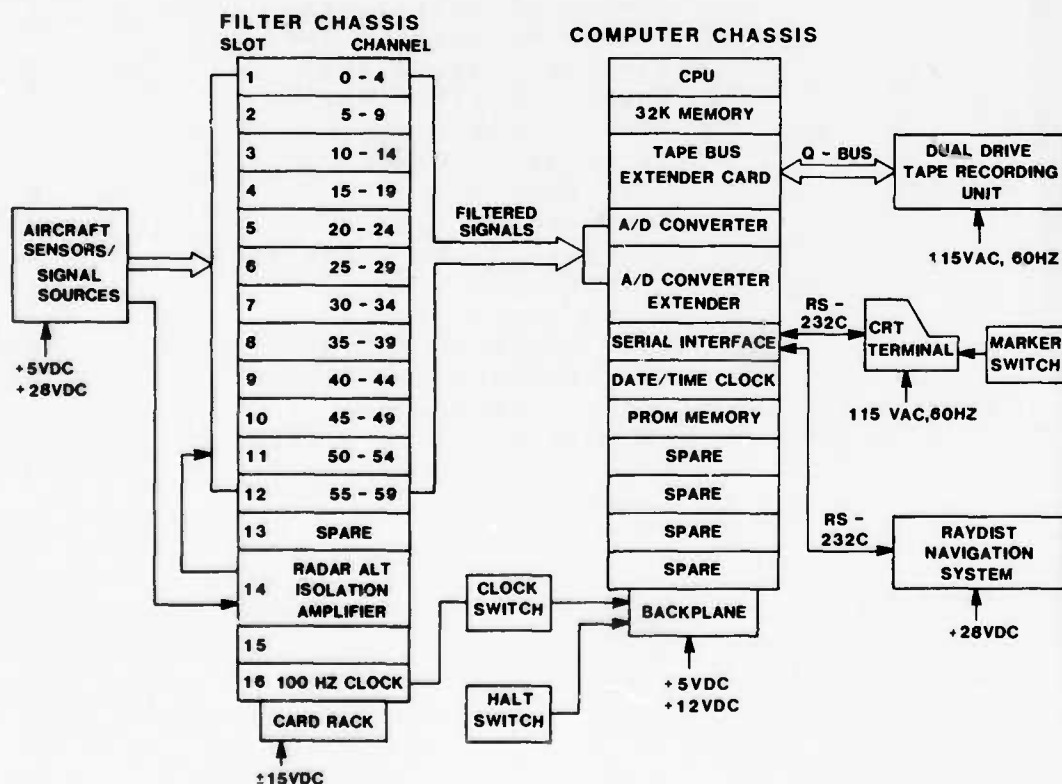 FILTER CHASSIS
SLOT CHANNEL
1 0 - 4
2 5 - 9
3 10 - 14
4 15 - 19
5 20 - 24
6 25 - 29
7 30 - 34
8 35 - 39
9 40 - 44
10 45 - 49
11 50 - 54
12 55 - 59
13 SPARE
14 RADAR ALT
ISOLATION
AMPLIFIER
15
16 100 HZ CLOCK
CARD RACK
±15VDC
AIRCRAFT
SENSORS/
SIGNAL
SOURCES
+5VDC
+28VDC
FILTERED
SIGNALS
CLOCK
SWITCH
HALT
SWITCH
COMPUTER CHASSIS
CPU
32K MEMORY
TAPE BUS
EXTENDER CARD
A/D CONVERTER
A/D CONVERTER
EXTENDER
SERIAL INTERFACE
DATE/TIME CLOCK
PROM MEMORY
SPARE
SPARE
SPARE
SPARE
BACKPLANE
+5VDC
+12VDC
Q - BUS
DUAL DRIVE
TAPE RECORDING
UNIT
115VAC, 60HZ
RS -
232C
CRT
TERMINAL
MARKER
SWITCH
115 VAC,60HZ
RS -
232C
RAYDIST
NAVIGATION
SYSTEM
+28VDC